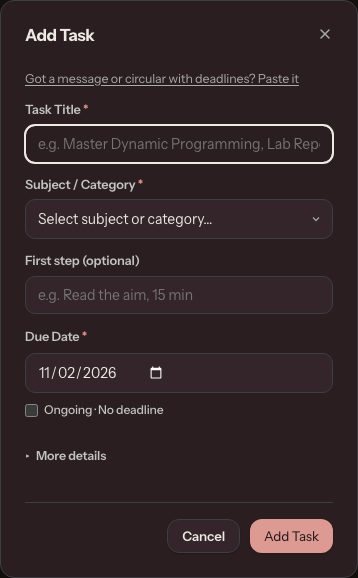 Add Task
Got a message or circular with deadlines? Paste it
Task Title *
e.g. Master Dynamic Programming, Lab Repo
Subject / Category *
Select subject or category...
First step (optional)
e.g. Read the aim, 15 min
Due Date *
11/02/2026
Ongoing · No deadline
More details
Cancel
Add Task